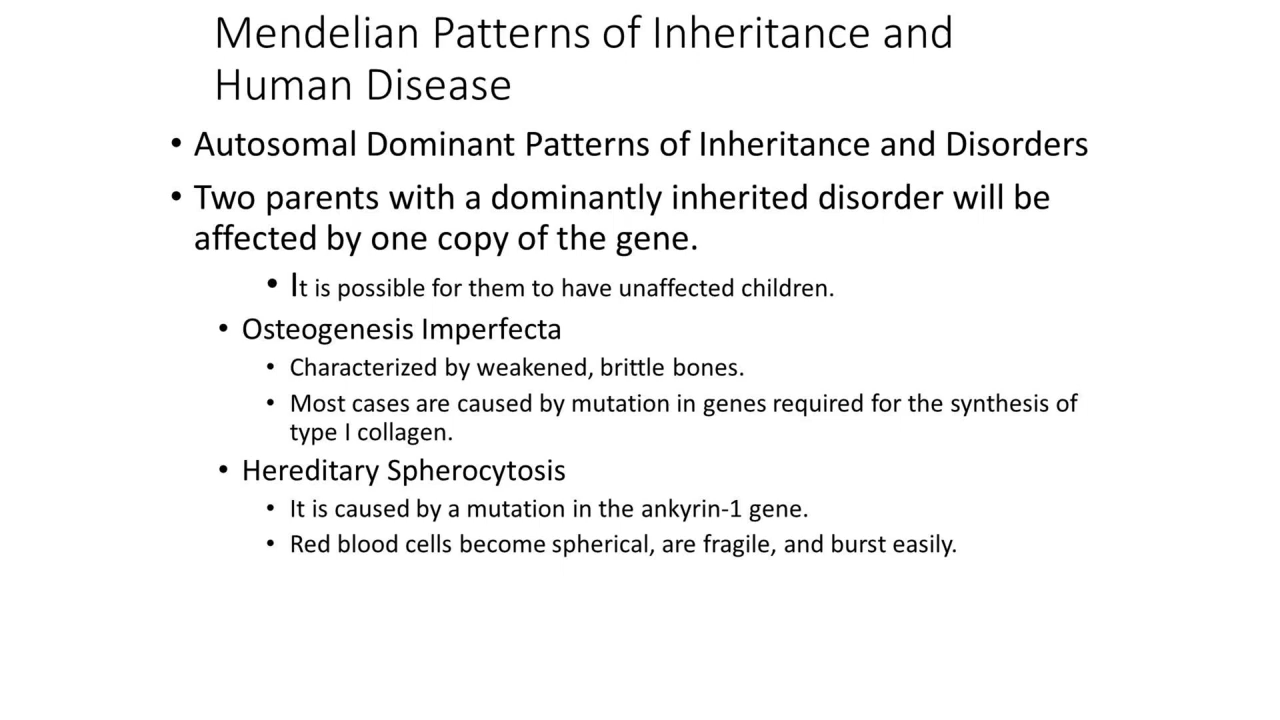 Mendelian Patterns of Inheritance and
Human Disease
• Autosomal Dominant Patterns of Inheritance and Disorders
• Two parents with a dominantly inherited disorder will be
affected by one copy of the gene.
• It is possible for them to have unaffected children.
• Osteogenesis Imperfecta
• Characterized by weakened, brittle bones.
• Most cases are caused by mutation in genes required for the synthesis of
type I collagen.
• Hereditary Spherocytosis
• It is caused by a mutation in the ankyrin-1 gene.
• Red blood cells become spherical, are fragile, and burst easily.